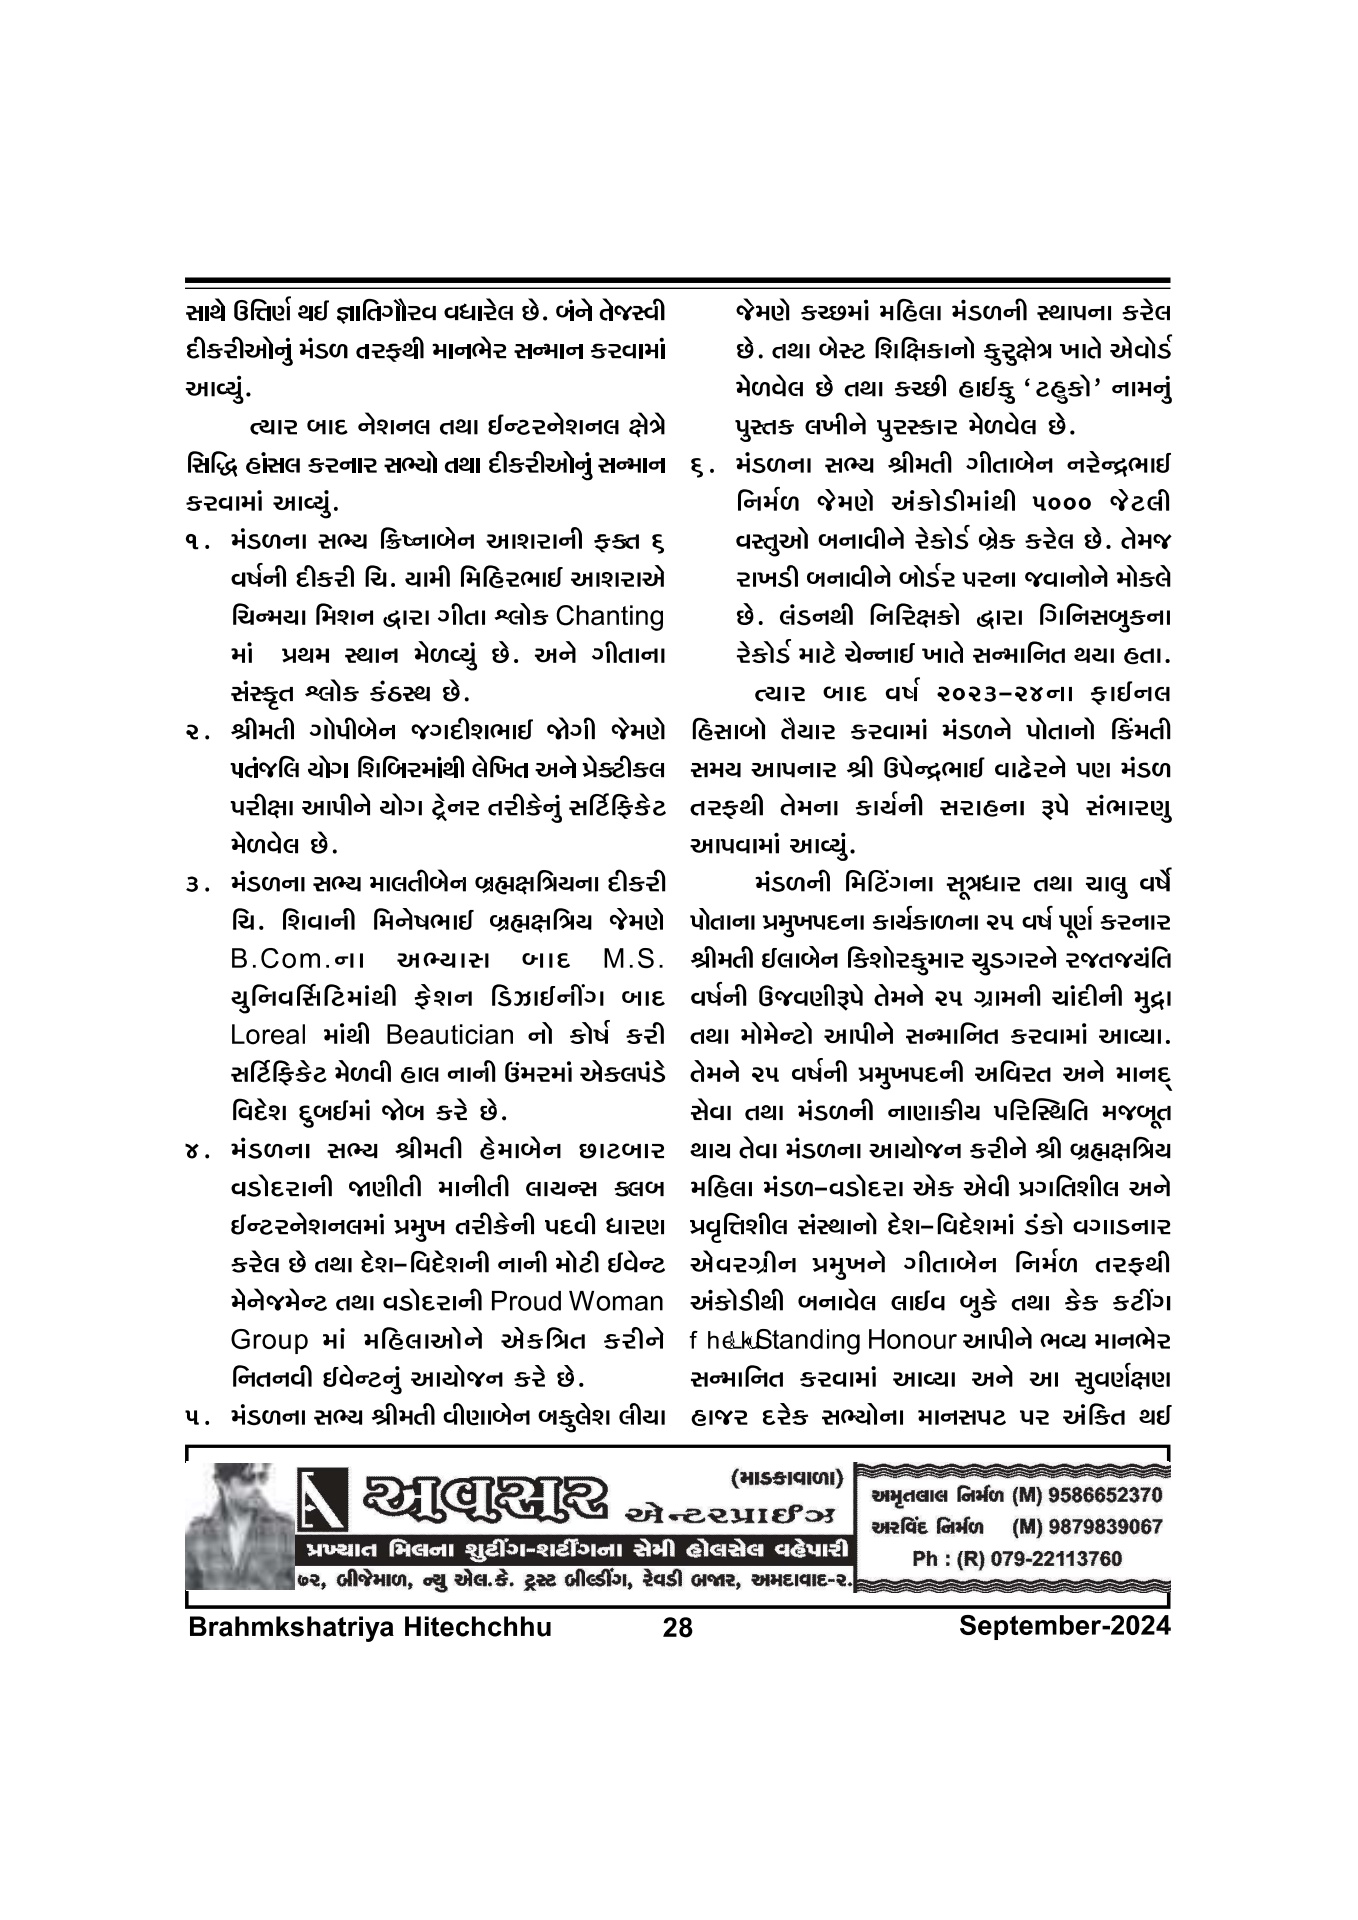 સાથે ઉત્તિર્ણ થઈ જ્ઞાતિગૌરવ વધારેલ છે. બંને તેજસ્વી
દીકરીઓનું મંડળ તરફથી માનભેર સન્માન કરવામાં
આવ્યું.
ત્યાર બાદ નેશનલ તથા ઈન્ટરનેશનલ ક્ષેત્રે
સિદ્ધિ હાંસલ કરનાર સભ્યો તથા દીકરીઓનું સન્માન
કરવામાં આવ્યું.
૧. મંડળના સભ્ય ક્રિષ્નાબેન આશરાની ફક્ત ૬
વર્ષની દીકરી ચિ. યામી મિહિરભાઈ આશરાએ
ચિન્મયા મિશન દ્વારા ગીતા શ્લોક Chanting
માં પ્રથમ સ્થાન મેળવ્યું છે. અને ગીતાના
સંસ્કૃત શ્લોક કંઠસ્થ છે.
૨. શ્રીમતી ગોપીબેન જગદીશભાઈ જોગી જેમણે
પતંજલિ યોગ શિબિરમાંથી લેખિત અને પ્રેક્ટીકલ
પરીક્ષા આપીને યોગ ટ્રેનર તરીકેનું સર્ટિફિકેટ
મેળવેલ છે.
૩. મંડળના સભ્ય માલતીબેન બ્રહ્મક્ષત્રિયના દીકરી
ચિ. શિવાની મિનેષભાઈ બ્રહ્મક્ષત્રિય જેમણે
B.Com.ના અભ્યારા બાદ M.S.
યુનિવર્સિટિમાંથી ફેશન ડિઝાઈનીંગ બાદ
Loreal માંથી Beautician નો કોર્ષ કરી
સર્ટિફિકેટ મેળવી હાલ નાની ઉંમરમાં એકલપંડે
વિદેશ દુબઈમાં જોબ કરે છે.
૪. મંડળના સભ્ય શ્રીમતી હેમાબેન છાટબાર
વડોદરાની જાણીતી માનીતી લાયન્સ ક્લબ
ઈન્ટરનેશનલમાં પ્રમુખ તરીકેની પદવી ધારણ
કરેલ છે તથા દેશ–વિદેશની નાની મોટી ઈવેન્ટ
મેનેજમેન્ટ તથા વડોદરાની Proud Woman
Group માં મહિલાઓને એકત્રિત કરીને
નિતનવી ઈવેન્ટનું આયોજન કરે છે.
૫. મંડળના સભ્ય શ્રીમતી વીણાબેન બકુલેશ લીયા
જેમણે કચ્છમાં મહિલા મંડળની સ્થાપના કરેલ
છે. તથા બેસ્ટ શિક્ષિકાનો કુરુક્ષેત્ર ખાતે એવોર્ડ
મેળવેલ છે તથા કચ્છી હાઈકુ ‘ટહુકો’ નામનું
પુસ્તક લખીને પુરસ્કાર મેળવેલ છે.
૬. મંડળના સભ્ય શ્રીમતી ગીતાબેન નરેન્દ્રભાઈ
નિર્મળ જેમણે અંકોડીમાંથી ૫૦૦૦ જેટલી
વસ્તુઓ બનાવીને રેકોર્ડ બ્રેક કરેલ છે. તેમજ
રાખડી બનાવીને બોર્ડર પરના જવાનોને મોકલે
છે. લંડનથી નિરિક્ષકો દ્વારા ગિનિસબુકના
રેકોર્ડ માટે ચેન્નાઈ ખાતે સન્માનિત થયા હતા.
ત્યાર બાદ વર્ષ ૨૦૨૩–૨૪ના ફાઈનલ
હિસાબો તૈયાર કરવામાં મંડળને પોતાનો કિંમતી
સમય આપનાર શ્રી ઉપેન્દ્રભાઈ વાઢેરને પણ મંડળ
તરફથી તેમના કાર્યની સરાહના રૂપે સંભારણુ
આપવામાં આવ્યું.
મંડળની મિટિંગના સૂત્રધાર તથા ચાલુ વર્ષે
પોતાના પ્રમુખપદના કાર્યકાળના ૨૫ વર્ષ પૂર્ણ કરનાર
શ્રીમતી ઈલાબેન કિશોરકુમાર ચુડગરને રજતજયંતિ
વર્ષની ઉજવણીરૂપે તેમને ૨૫ ગ્રામની ચાંદીની મુદ્રા
તથા મોમેન્ટો આપીને સન્માનિત કરવામાં આવ્યા.
તેમને ૨૫ વર્ષની પ્રમુખપદની અવિરત અને માનદ્
સેવા તથા મંડળની નાણાકીય પરિસ્થિતિ મજબૂત
થાય તેવા મંડળના આયોજન કરીને શ્રી બ્રહ્મક્ષત્રિય
મહિલા મંડળ–વડોદરા એક એવી પ્રગતિશીલ અને
પ્રવૃત્તિશીલ સંસ્થાનો દેશ–વિદેશમાં ડંકો વગાડનાર
એવરગ્રીન પ્રમુખને ગીતાબેન નિર્મળ તરફથી
અંકોડીથી બનાવેલ લાઈવ બુકે તથા કેક કટીંગ
Standing Honour આપીને ભવ્ય માનભેર
સન્માનિત કરવામાં આવ્યા અને આ સુવર્ણક્ષણ
હાજર દરેક સભ્યોના માનસપટ પર અંકિત થઈ
અવસર એન્ટરપ્રાઈઝ (માડકાવાળા)
પ્રખ્યાત મિલના શુટીંગ-શર્ટીંગના સેમી હોલસેલ વહેપારી
૭૨, બીજેમાળ, ન્યુ એલ.કે. ટ્રસ્ટ બીલ્ડીંગ, રેવડી બજાર, અમદાવાદ-૨.
અમૃતલાલ નિર્મળ (M) 9586652370
અરવિંદ નિર્મળ (M) 9879839067
Ph : (R) 079-22113760
Brahmkshatriya Hitechchhu 28 September-2024